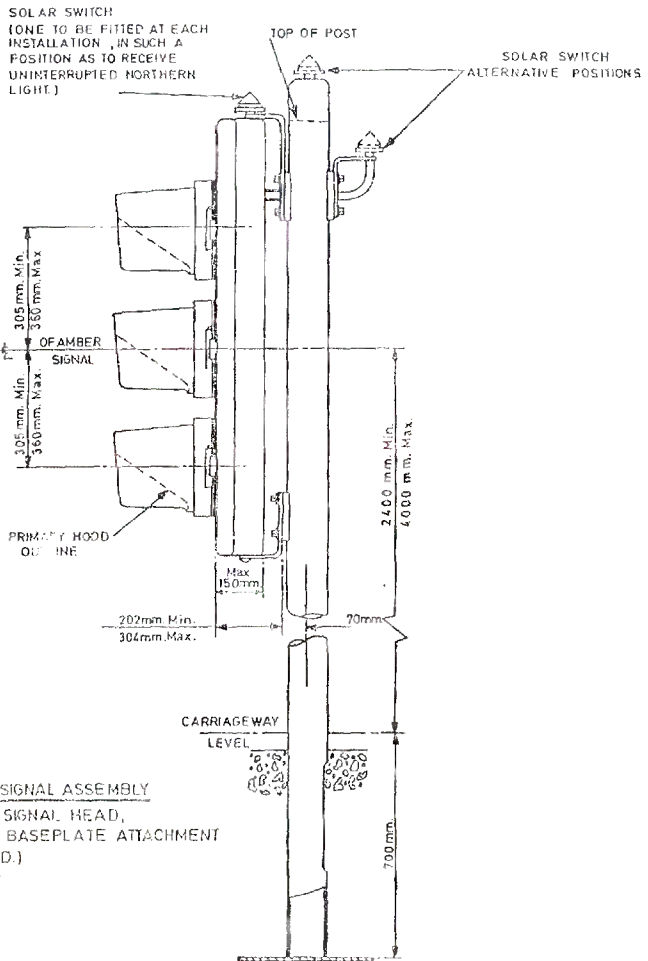 SOLAR SWITCH
(ONE TO BE FITTED AT EACH
INSTALLATION , IN SUCH A
POSITION AS TO RECEIVE
UNINTERRUPTED NORTHERN
LIGHT.)
TOP OF POST
SOLAR SWITCH
ALTERNATIVE POSITIONS
305mm. Min.
360mm. Max
OF AMBER
SIGNAL
305mm. Min.
360mm. Max.
2400 mm. Min.
4000 mm. Max.
PRIMARY HOOD
OUTLINE
Max
150mm.
202mm. Min.
304mm. Max.
70mm.
CARRIAGEWAY
LEVEL
700mm.
SIGNAL ASSEMBLY
SIGNAL HEAD,
BASEPLATE ATTACHMENT
D.)